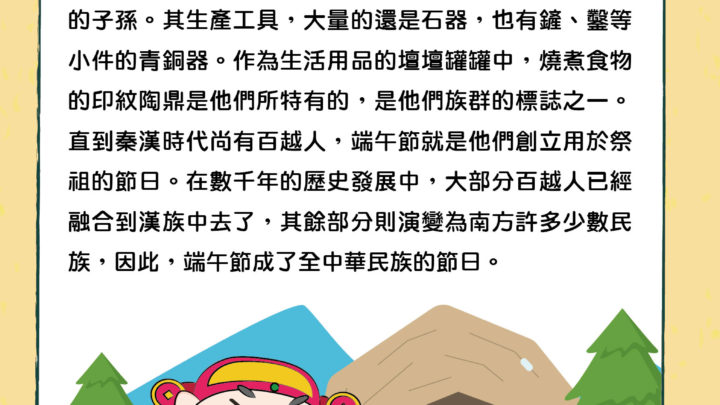 的子孫。其生產工具，大量的還是石器，也有鏟、鑿等
小件的青銅器。作為生活用品的壇壇罐罐中，燒煮食物
的印紋陶鼎是他們所特有的，是他們族群的標誌之一。
直到秦漢時代尚有百越人，端午節就是他們創立用於祭
祖的節日。在數千年的歷史發展中，大部分百越人已經
融合到漢族中去了，其餘部分則演變為南方許多少數民
族，因此，端午節成了全中華民族的節日。